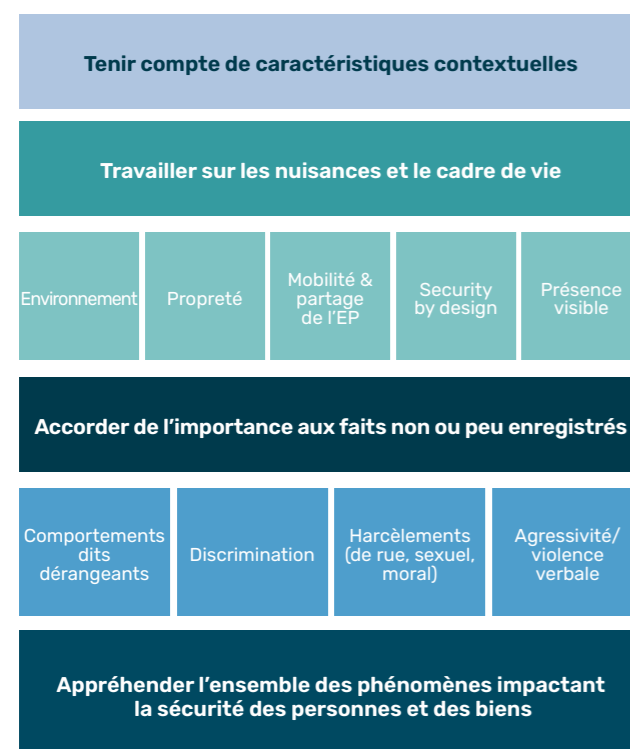 Tenir compte de caractéristiques contextuelles
Travailler sur les nuisances et le cadre de vie
Environnement
Propreté
Mobilité &
partage
de l'EP
Security
by design
Présence
visible
Accorder de l'importance aux faits non ou peu enregistrés
Comportements
dits
dérangeants
Discrimination
Harcèlements
(de rue, sexuel,
moral)
Agressivité/
violence
verbale
Appréhender l'ensemble des phénomènes impactant
la sécurité des personnes et des biens